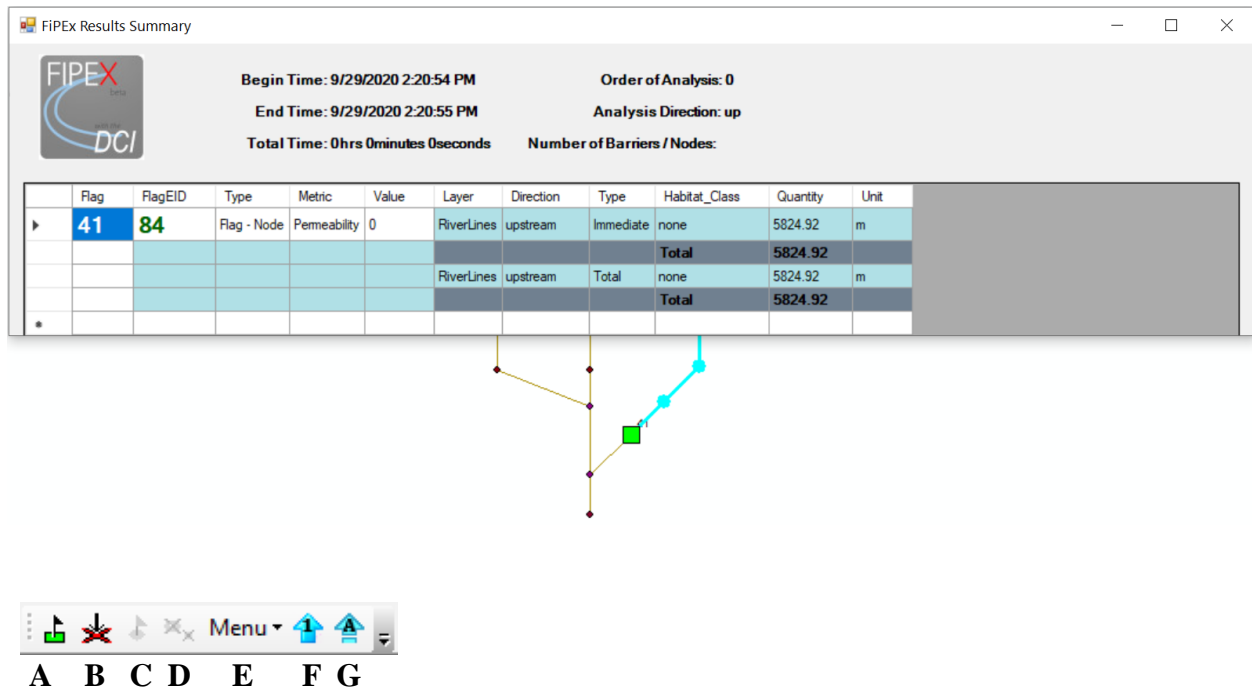 FiPEx Results Summary
FIPEX
beta
with the
DCI
Begin Time: 9/29/2020 2:20:54 PM
End Time: 9/29/2020 2:20:55 PM
Total Time: 0hrs 0minutes 0seconds
Order of Analysis: 0
Analysis Direction: up
Number of Barriers / Nodes:
Flag FlagEID Type Metric Value Layer Direction Type Habitat_Class Quantity Unit
41 84 Flag - Node Permeability 0 RiverLines upstream Immediate none 5824.92 m
Total 5824.92
RiverLines upstream Total none 5824.92 m
Total 5824.92
*
Menu 1 A
A B C D E F G